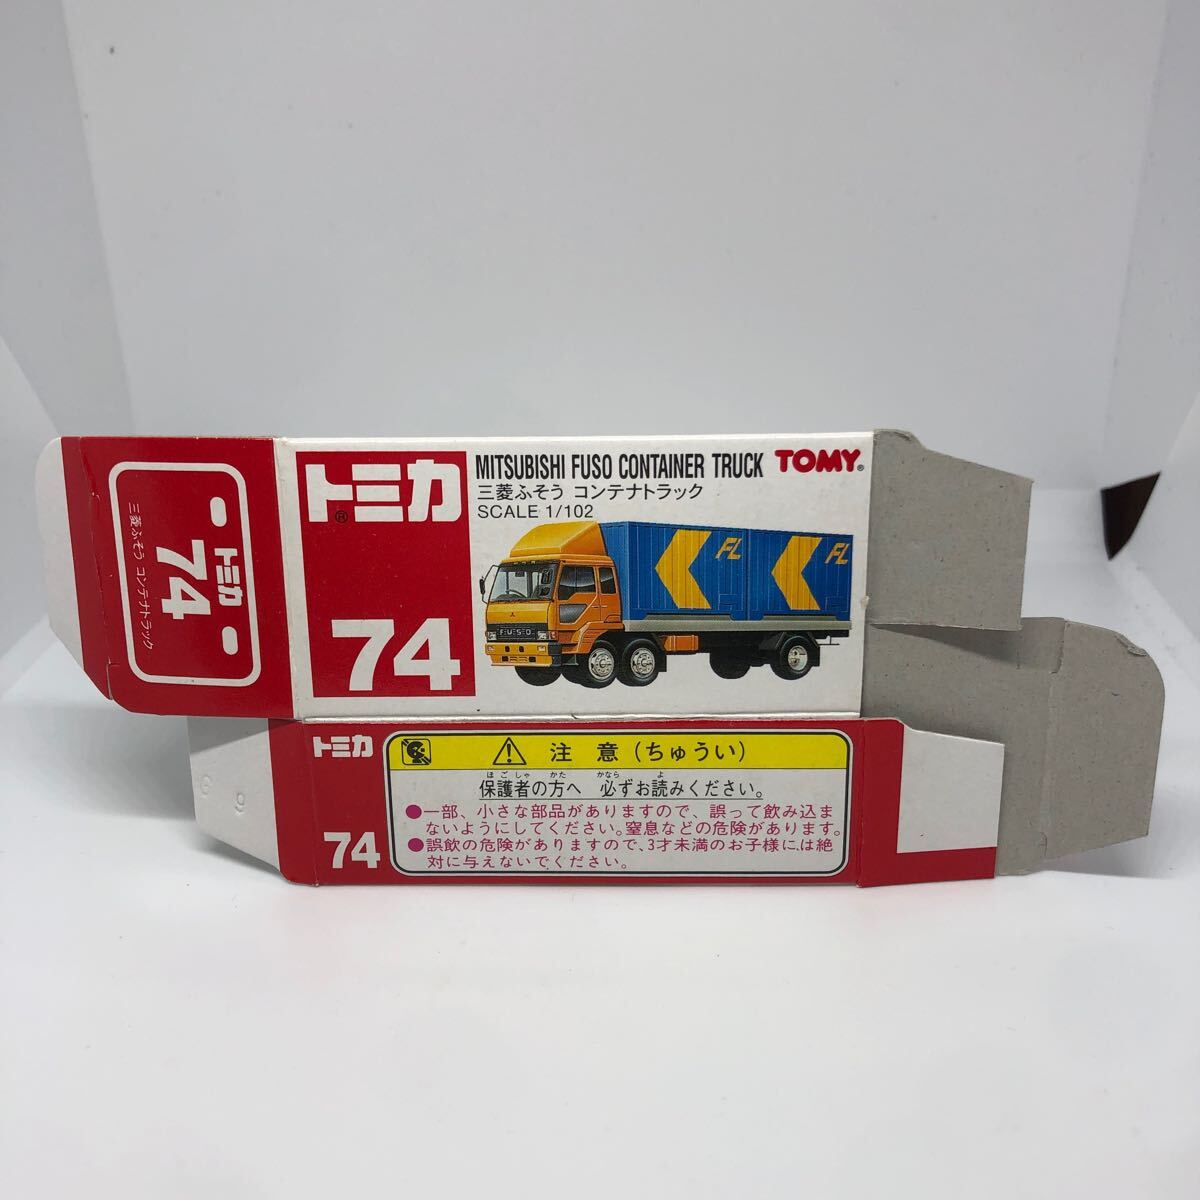 トミカ®
74
MITSUBISHI FUSO CONTAINER TRUCK
三菱ふそう コンテナトラック
SCALE 1/102
TOMY®
FL
FL
FUSO
トミカ
74
三菱ふそう コンテナトラック
トミカ
74
注意(ちゅうい)
ほごしゃ かた かなら よ
保護者の方へ 必ずお読みください。
●一部、小さな部品がありますので、誤って飲み込ま
ないようにしてください。窒息などの危険があります。
●誤飲の危険がありますので、3才未満のお子様には絶
対に与えないでください。